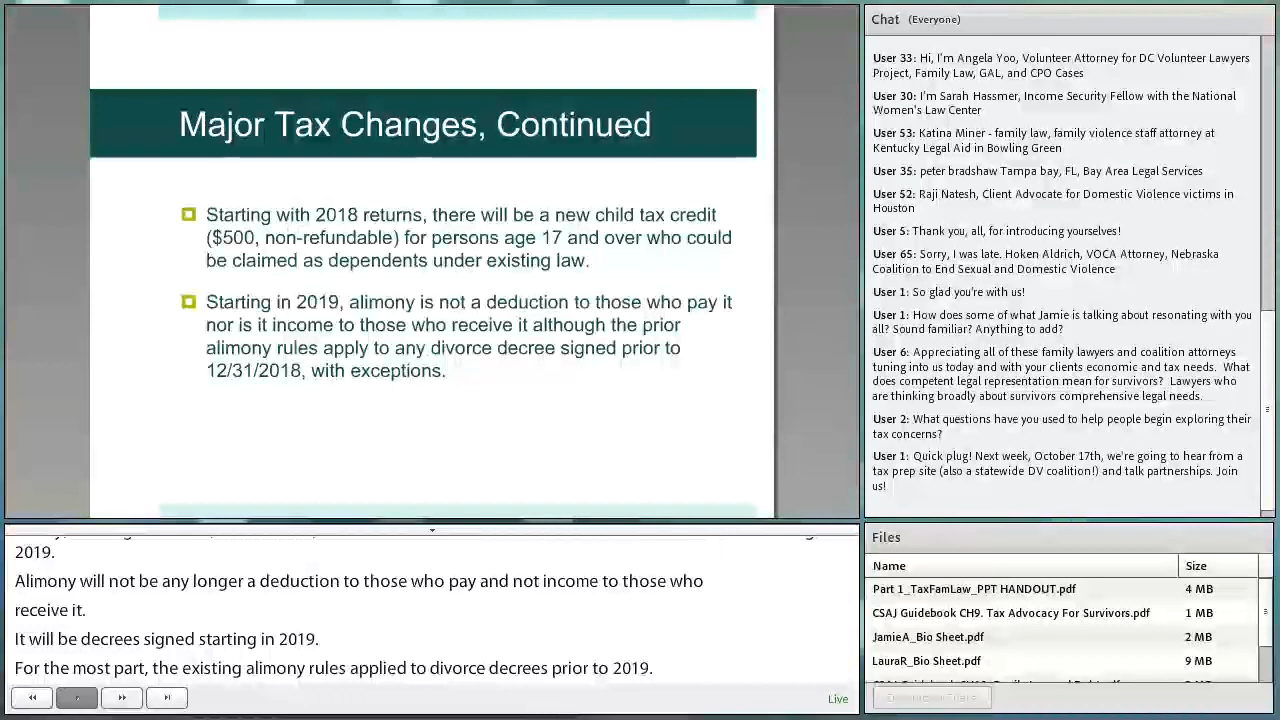 Major Tax Changes, Continued
Starting with 2018 returns, there will be a new child tax credit
($500, non-refundable) for persons age 17 and over who could
be claimed as dependents under existing law.
Starting in 2019, alimony is not a deduction to those who pay it
nor is it income to those who receive it although the prior
alimony rules apply to any divorce decree signed prior to
12/31/2018, with exceptions.
2019.
Alimony will not be any longer a deduction to those who pay and not income to those who
receive it.
It will be decrees signed starting in 2019.
For the most part, the existing alimony rules applied to divorce decrees prior to 2019.
Live
Chat (Everyone)
User 33: Hi, I'm Angela Yoo, Volunteer Attorney for DC Volunteer Lawyers
Project, Family Law, GAL, and CPO Cases
User 30: I'm Sarah Hassmer, Income Security Fellow with the National
Women's Law Center
User 53: Katina Miner - family law, family violence staff attorney at
Kentucky Legal Aid in Bowling Green
User 35: peter bradshaw Tampa bay, FL, Bay Area Legal Services
User 52: Raji Natesh, Client Advocate for Domestic Violence victims in
Houston
User 5: Thank you, all, for introducing yourselves!
User 65: Sorry, I was late. Hoken Aldrich, VOCA Attorney, Nebraska
Coalition to End Sexual and Domestic Violence
User 1: So glad you're with us!
User 1: How does some of what Jamie is talking about resonating with you
all? Sound familiar? Anything to add?
User 6: Appreciating all of these family lawyers and coalition attorneys
tuning into us today and with your clients economic and tax needs. What
does competent legal representation mean for survivors? Lawyers who
are thinking broadly about survivors comprehensive legal needs.
User 2: What questions have you used to help people begin exploring their
tax concerns?
User 1: Quick plug! Next week, October 17th, we're going to hear from a
tax prep site (also a statewide DV coalition!) and talk partnerships. Join
us!
Files
Name Size
Part 1_TaxFamLaw_PPT HANDOUT.pdf 4 MB
CSAJ Guidebook CH9. Tax Advocacy For Survivors.pdf 1 MB
JamieA_Bio Sheet.pdf 2 MB
LauraR_Bio Sheet.pdf 9 MB